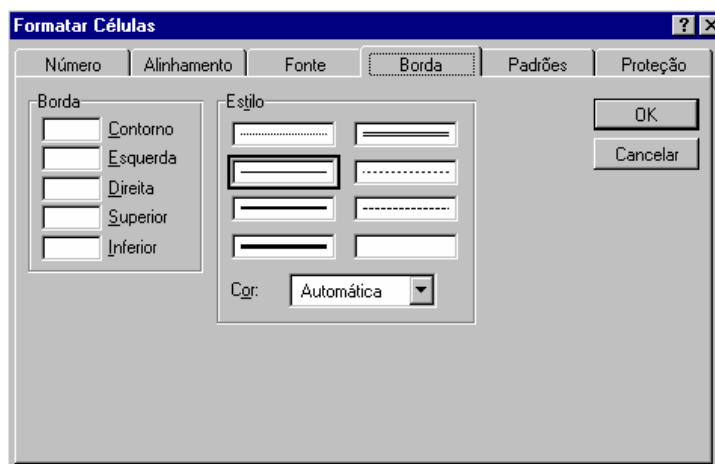 Formatar Células
Número Alinhamento Fonte Borda Padrões Proteção
Borda
Contorno
Esquerda
Direita
Superior
Inferior
Estilo
Cor: Automática
OK
Cancelar